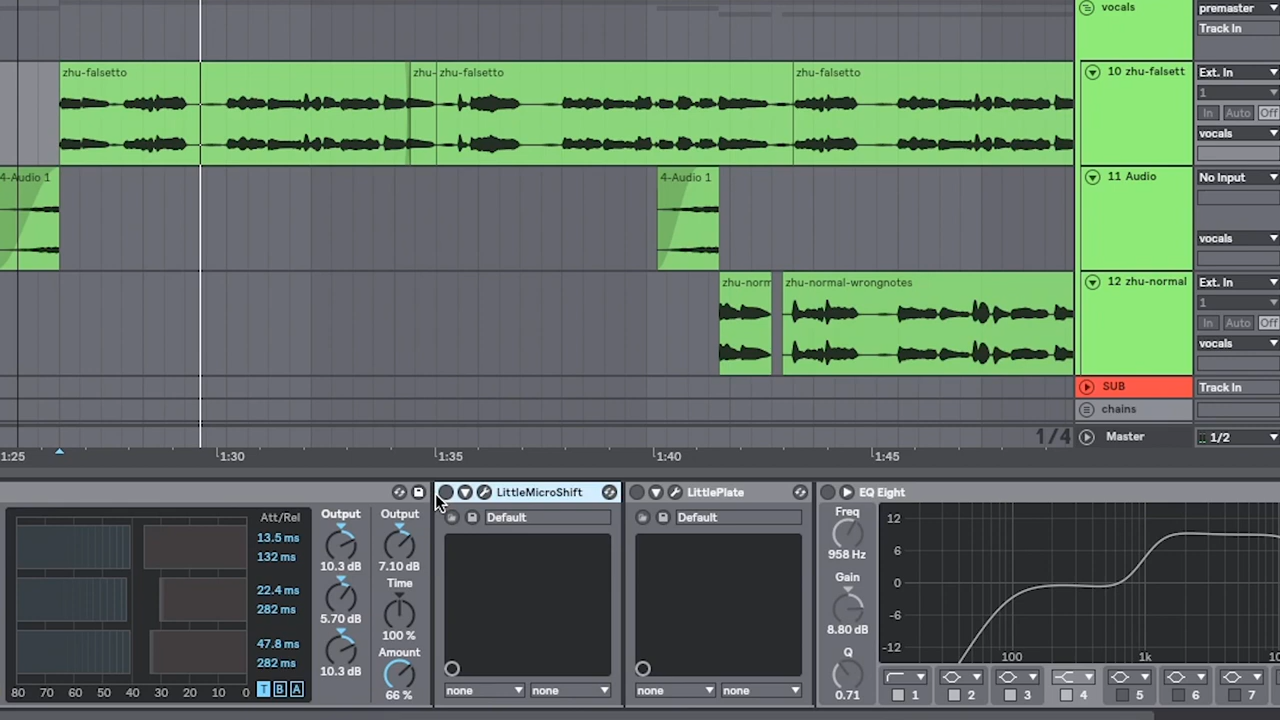 vocals
premaster
Track In
zhu-falsetto
zhu-
zhu-falsetto
zhu-falsetto
10 zhu-falsett
Ext. In
1
In
Auto
Off
vocals
4-Audio 1
4-Audio 1
11 Audio
No Input
vocals
zhu-norm
zhu-normal-wrongnotes
12 zhu-normal
Ext. In
1
In
Auto
Off
vocals
SUB
Track In
chains
1/4
Master
1/2
1:25
1:30
1:35
1:40
1:45
LittleMicroShift
LittlePlate
EQ Eight
Att/Rel
Output
Output
Default
Default
Freq
12
13.5 ms
132 ms
10.3 dB
7.10 dB
958 Hz
6
Time
Gain
0
22.4 ms
282 ms
5.70 dB
100 %
8.80 dB
-6
47.8 ms
282 ms
Amount
Q
-12
100
1k
10
10.3 dB
80
70
60
50
40
30
20
10
0
T
B
A
66 %
none
none
none
none
0.71
1
2
3
4
5
6
7